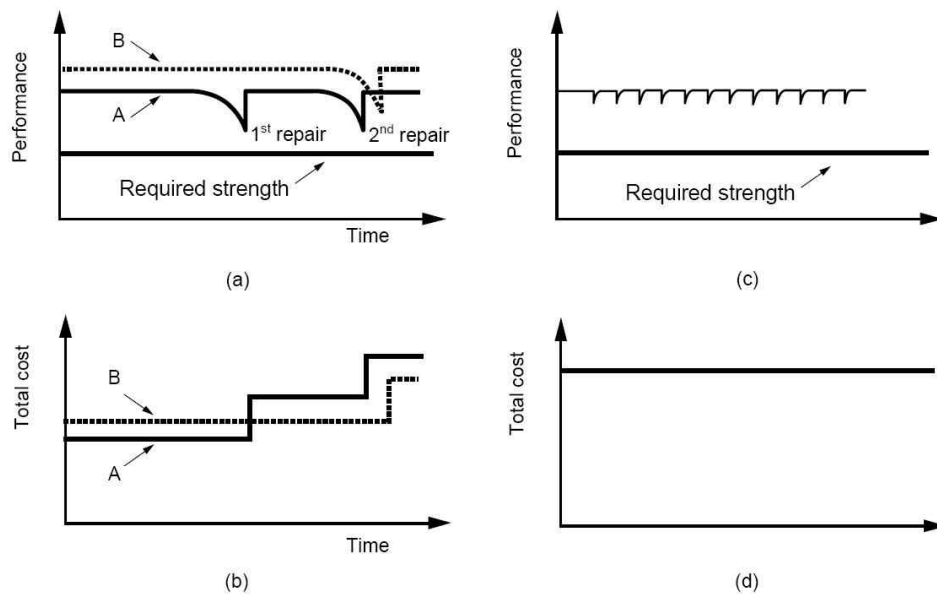 B
A
Performance
1st repair
2nd repair
Required strength
Time
(a)
Performance
Required strength
(c)
Total cost
B
A
Time
(b)
Total cost
(d)